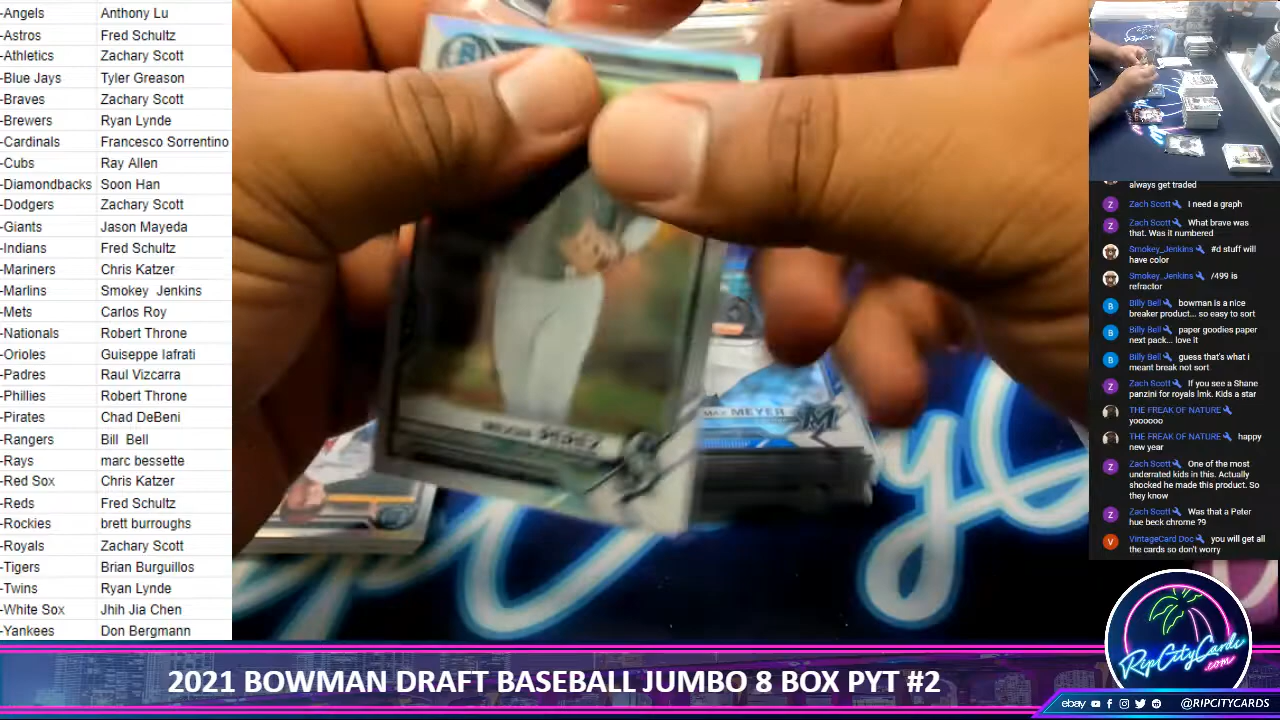 -Angels Anthony Lu
-Astros Fred Schultz
-Athletics Zachary Scott
-Blue Jays Tyler Greason
-Braves Zachary Scott
-Brewers Ryan Lynde
-Cardinals Francesco Sorrentino
-Cubs Ray Allen
-Diamondbacks Soon Han
-Dodgers Zachary Scott
-Giants Jason Mayeda
-Indians Fred Schultz
-Mariners Chris Katzer
-Marlins Smokey Jenkins
-Mets Carlos Roy
-Nationals Robert Throne
-Orioles Guiseppe Iafrati
-Padres Raul Vizcarra
-Phillies Robert Throne
-Pirates Chad DeBeni
-Rangers Bill Bell
-Rays marc bessette
-Red Sox Chris Katzer
-Reds Fred Schultz
-Rockies brett burroughs
-Royals Zachary Scott
-Tigers Brian Burguillos
-Twins Ryan Lynde
-White Sox Jhih Jia Chen
-Yankees Don Bergmann
MAX MEYER M
always get traded
Z Zach Scott I need a graph
Z Zach Scott What brave was
that. Was it numbered
Smokey_Jenkins #d stuff will
have color
Smokey_Jenkins /499 is
refractor
B Billy Bell bowman is a nice
breaker product... so easy to sort
B Billy Bell paper goodies paper
next pack... love it
B Billy Bell guess that's what i
meant break not sort
Z Zach Scott If you see a Shane
panzini for royals lmk. Kids a star
THE FREAK OF NATURE
yoooooo
THE FREAK OF NATURE happy
new year
Z Zach Scott One of the most
underrated kids in this. Actually
shocked he made this product. So
they know
Z Zach Scott Was that a Peter
hue beck chrome ?9
V VintageCard Doc you will get all
the cards so don't worry
RipCityCards
.com
2021 BOWMAN DRAFT BASEBALL JUMBO 8 BOX PYT #2
ebay @RIPCITYCARDS